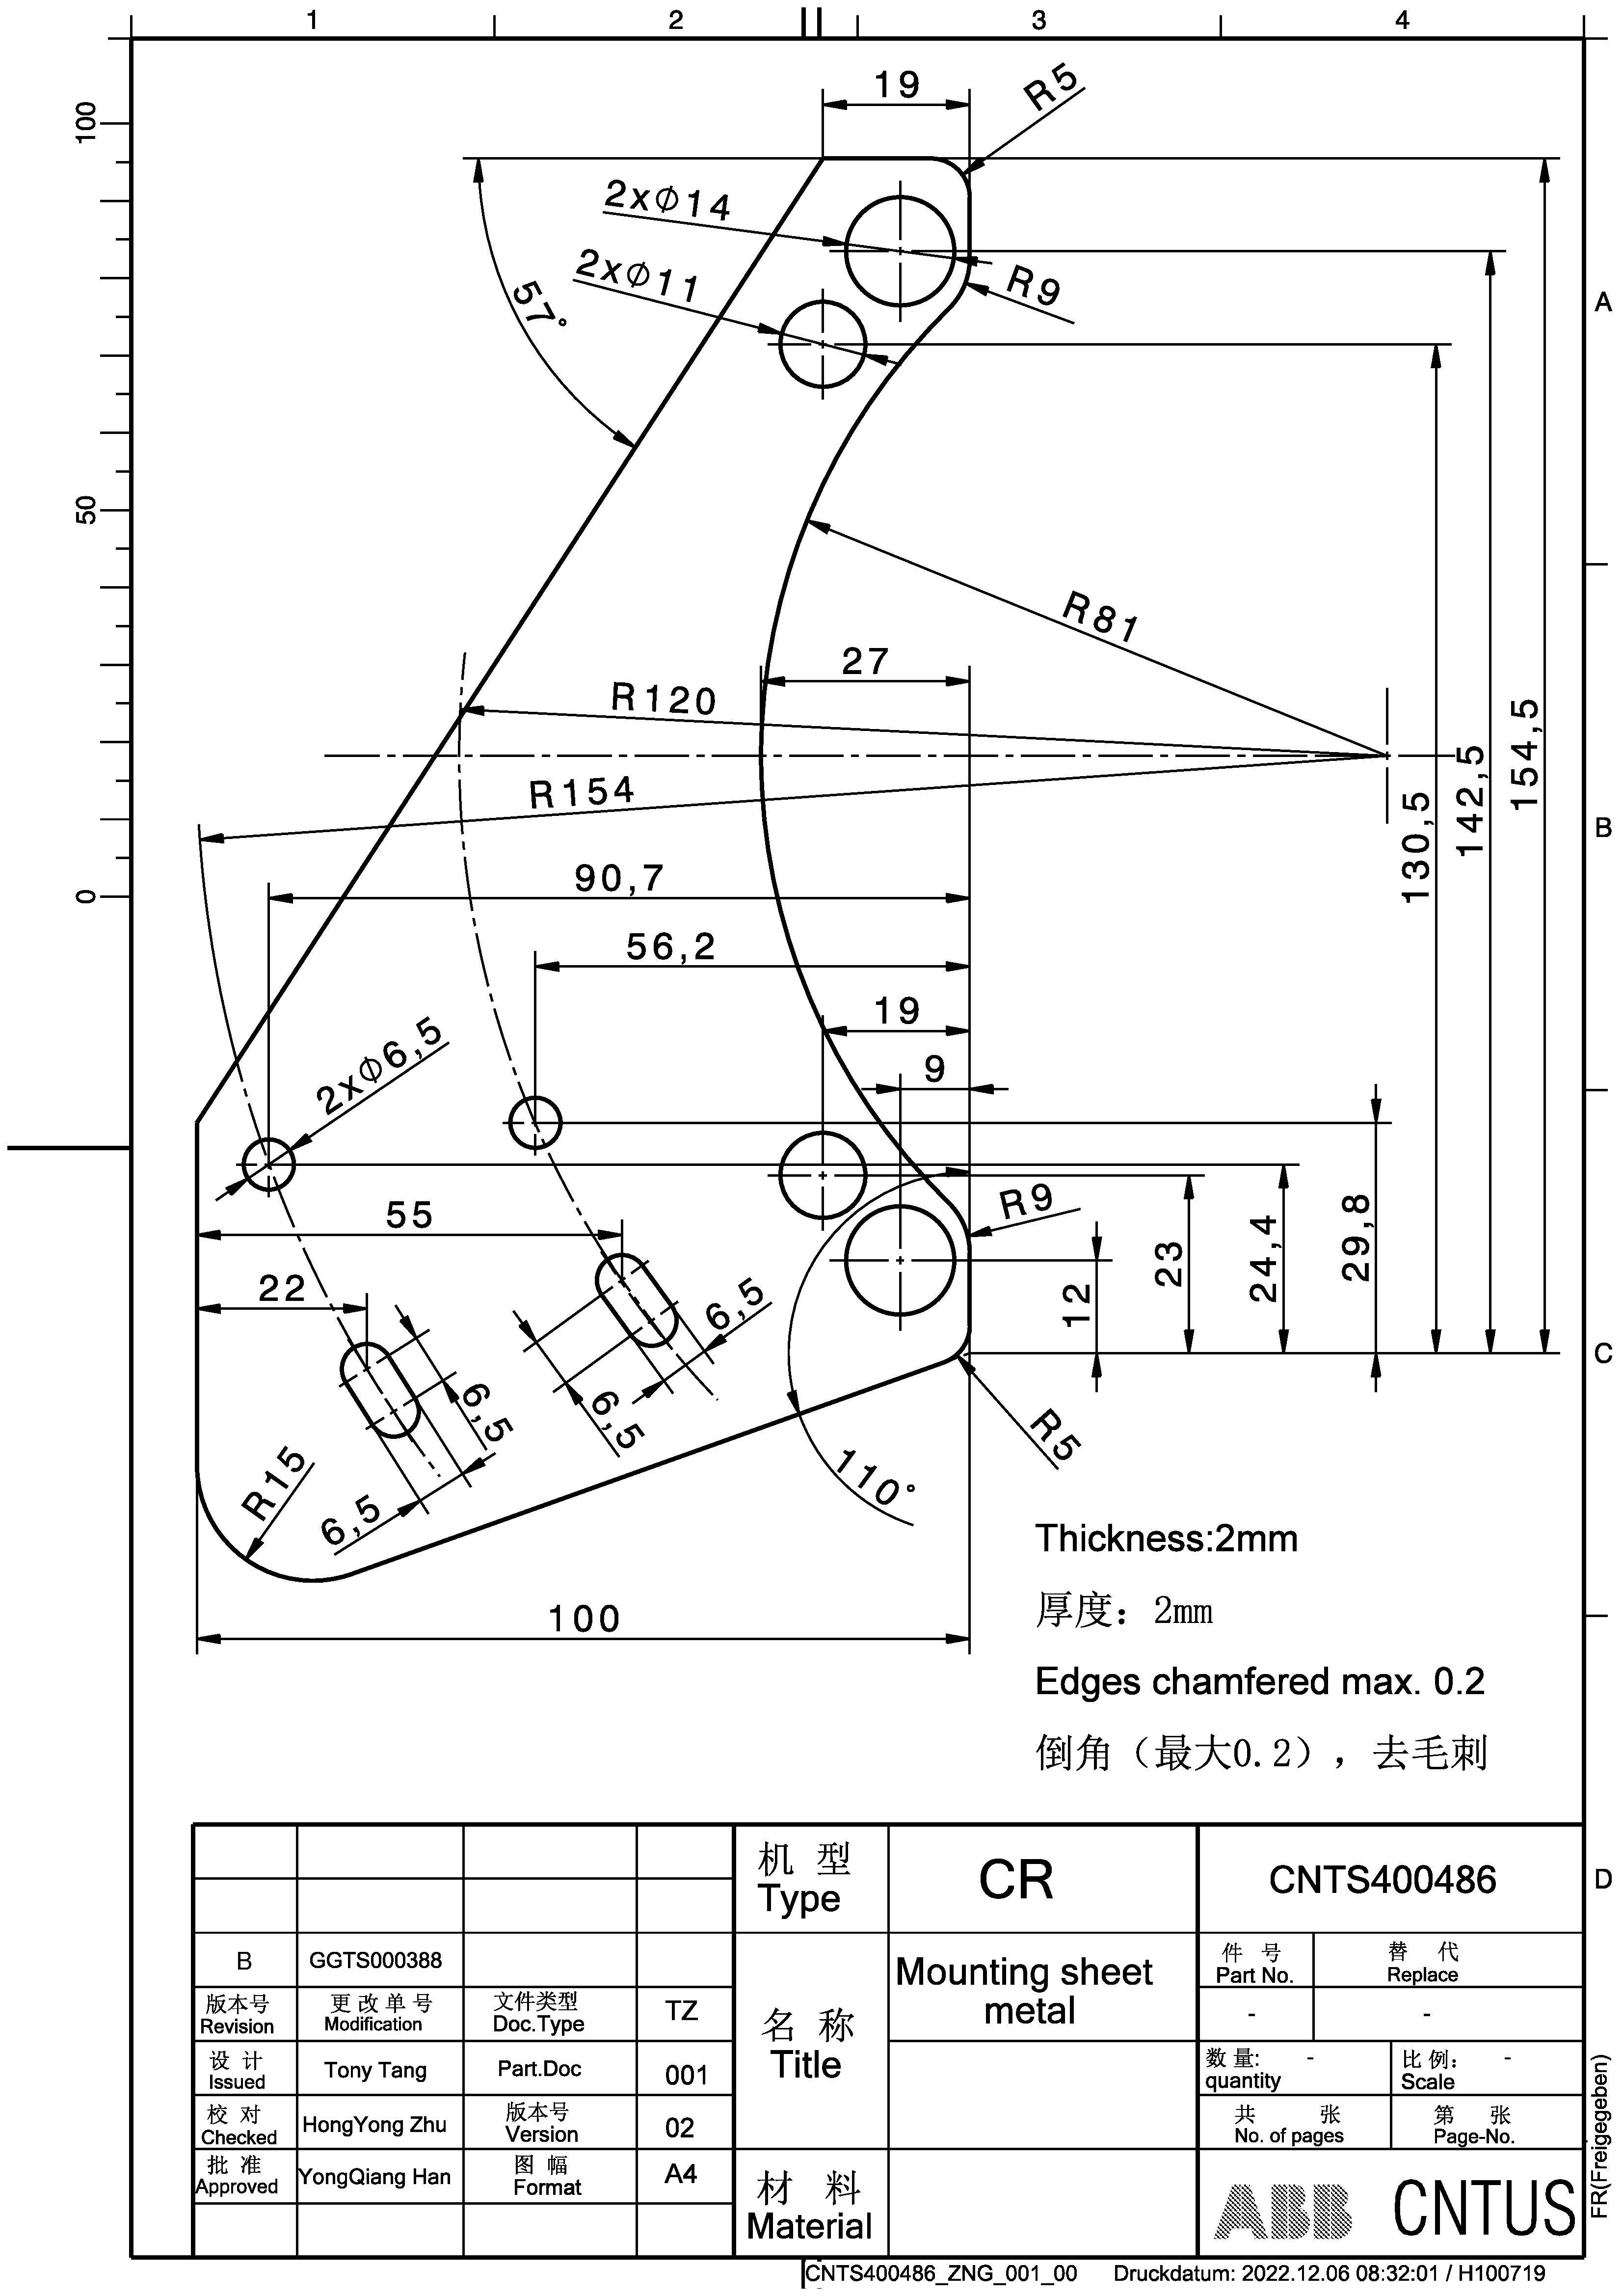 1 2 3 4
19
R5
100
2xϕ14
2xϕ11
R9
57°
A
50
R81
27
R120
154,5
142,5
R154
130,5
B
90,7
0
56,2
19
2xϕ6,5
9
55
R9
29,8
24,4
23
12
22
6,5
6,5
6,5
6,5
C
R5
R15
110°
100
Thickness:2mm
厚度：2mm
Edges chamfered max. 0.2
倒角（最大0.2），去毛刺
机 型
Type
CR
CNTS400486
D
B GGTS000388
Mounting sheet
metal
件 号
Part No.
替 代
Replace
版本号
Revision
更 改 单 号
Modification
文件类型
Doc.Type
TZ
名 称
Title
- -
设 计
Issued
Tony Tang
Part.Doc
001
数 量: -
quantity
比 例： -
Scale
校 对
Checked
HongYong Zhu
版本号
Version
02
共 张
No. of pages
第 张
Page-No.
批 准
Approved
YongQiang Han
图 幅
Format
A4
材 料
Material
ABB CNTUS
FR(Freigegeben)
CNTS400486_ZNG_001_00 Druckdatum: 2022.12.06 08:32:01 / H100719